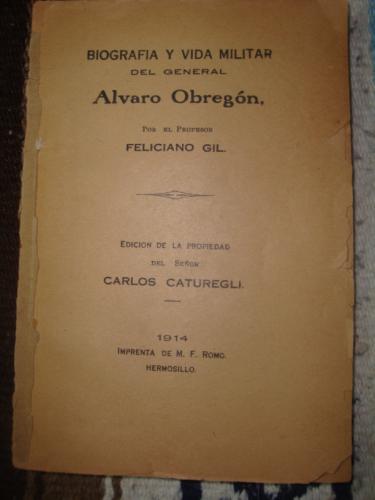 BIOGRAFIA Y VIDA MILITAR
DEL GENERAL
Alvaro Obregón,
POR EL PROFESOR
FELICIANO GIL.
EDICION DE LA PROPIEDAD
DEL SEÑOR
CARLOS CATUREGLI.
1914
IMPRENTA DE M. F. ROMO.
HERMOSILLO.